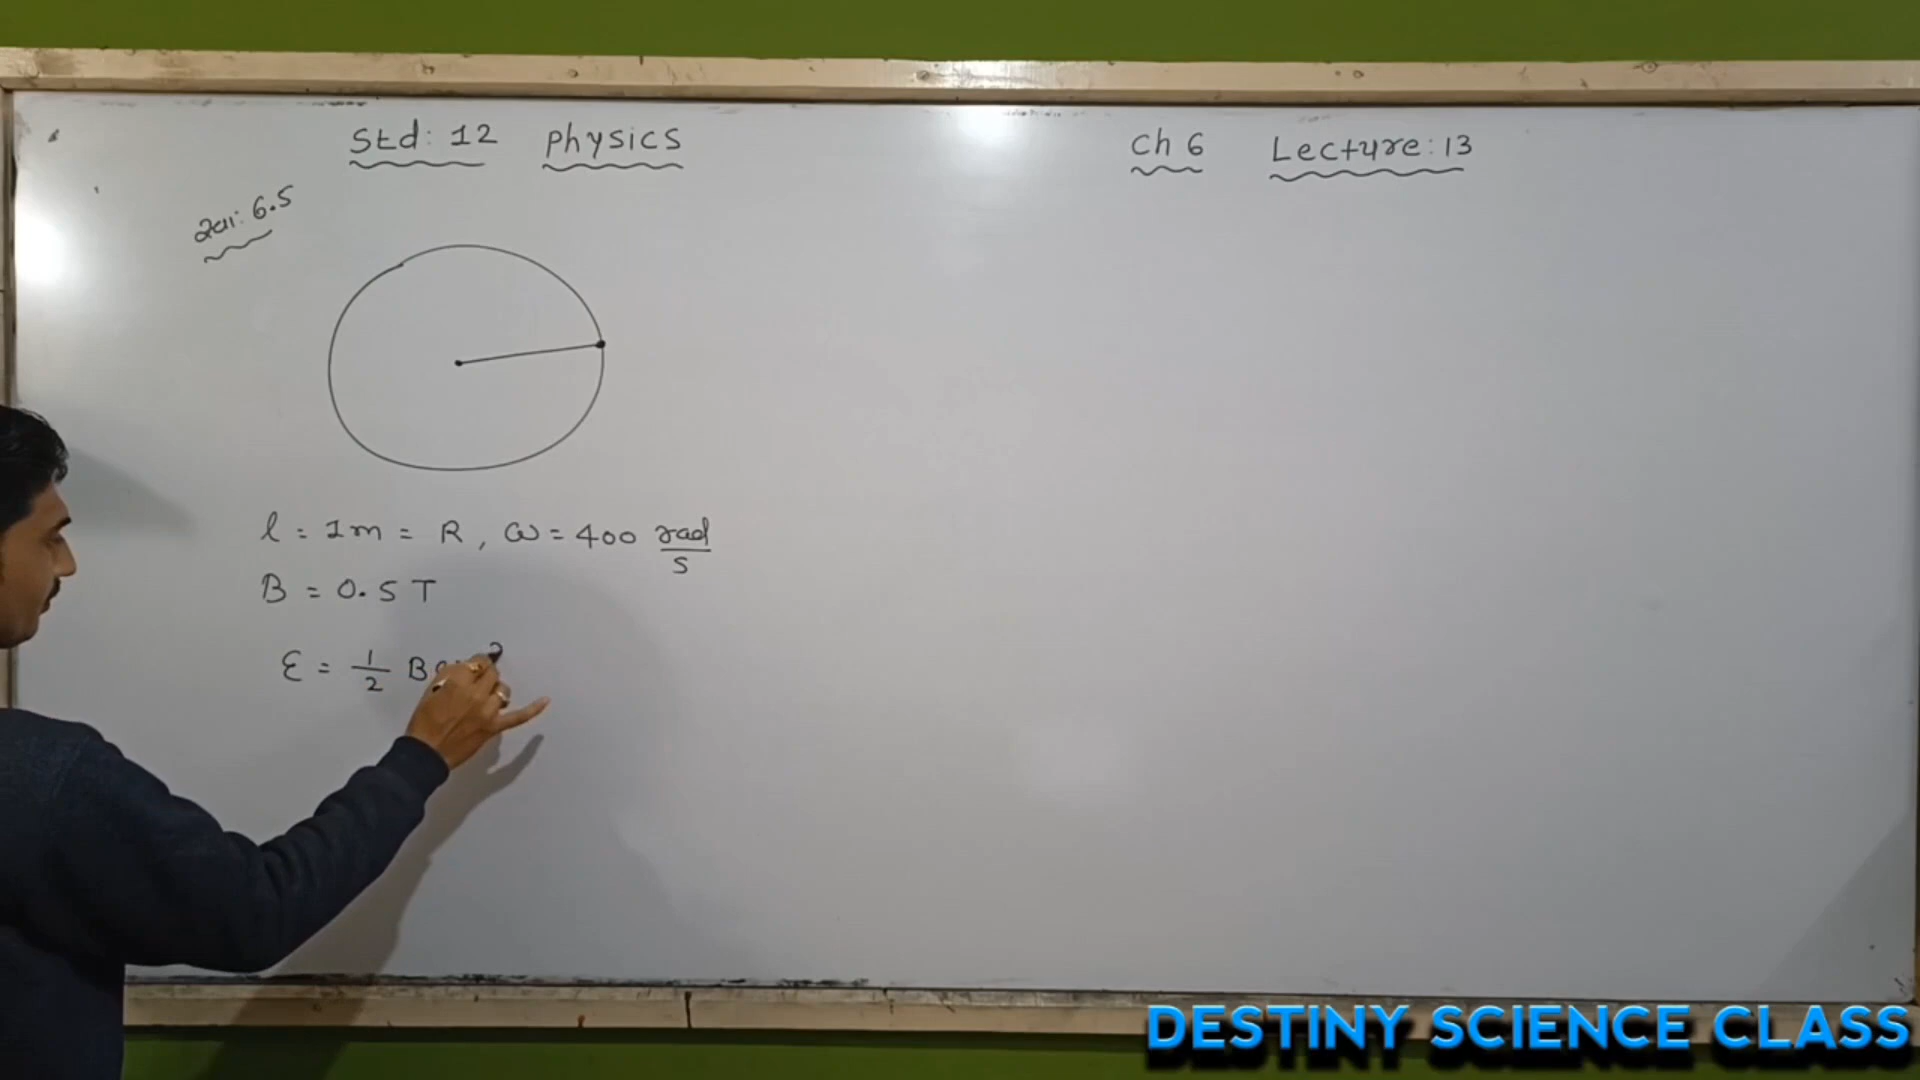 Std: 12 Physics
Ch 6 Lecture: 13
દા: 6.5
l = 1m = R, ω = 400 rad/s
B = 0.5 T
ε = 1/2 B
DESTINY SCIENCE CLASS